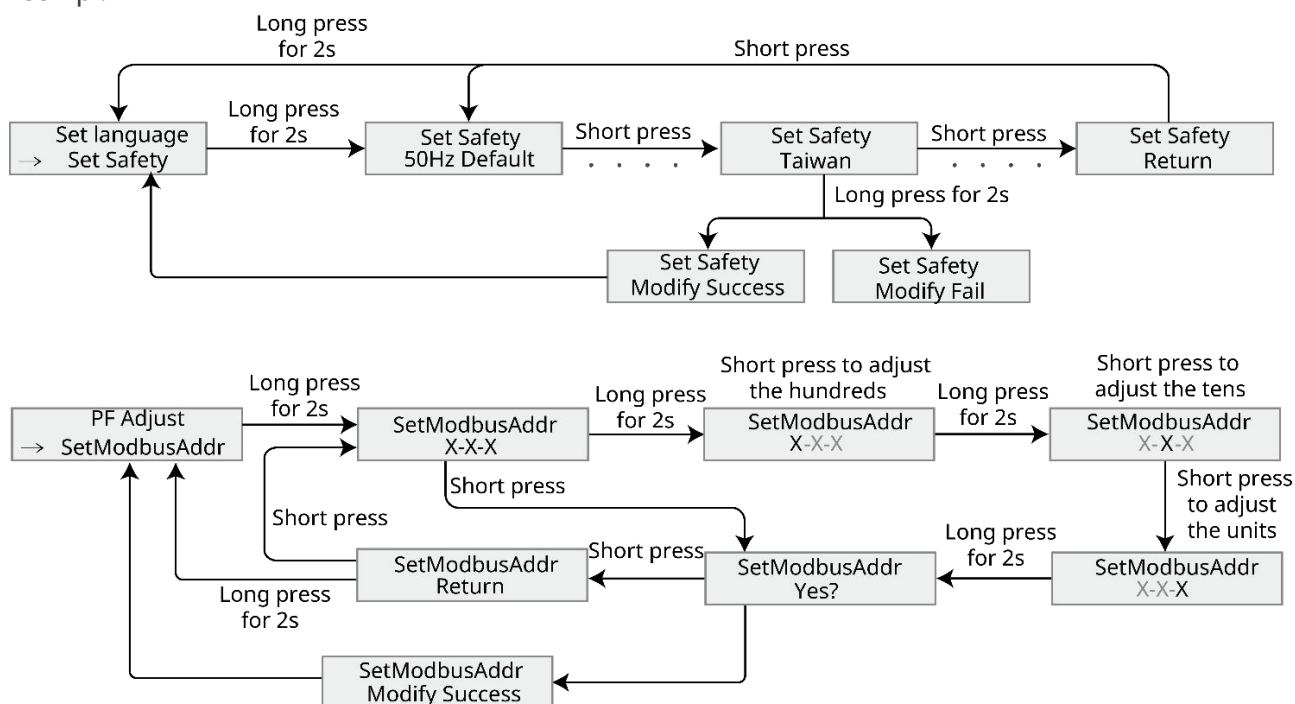 Long press
for 2s
Short press
Set language
→ Set Safety
Long press
for 2s
Set Safety
50Hz Default
Short press
. . . .
Set Safety
Taiwan
Short press
. . . .
Set Safety
Return
Long press for 2s
Set Safety
Modify Success
Set Safety
Modify Fail
PF Adjust
→ SetModbusAddr
Long press
for 2s
SetModbusAddr
X-X-X
Long press
for 2s
Short press to adjust
the hundreds
SetModbusAddr
X-X-X
Long press
for 2s
Short press to
adjust the tens
SetModbusAddr
X-X-X
Short press
Short press
to adjust
the units
Short press
SetModbusAddr
Return
Short press
SetModbusAddr
Yes?
Long press
for 2s
SetModbusAddr
X-X-X
Long press
for 2s
SetModbusAddr
Modify Success